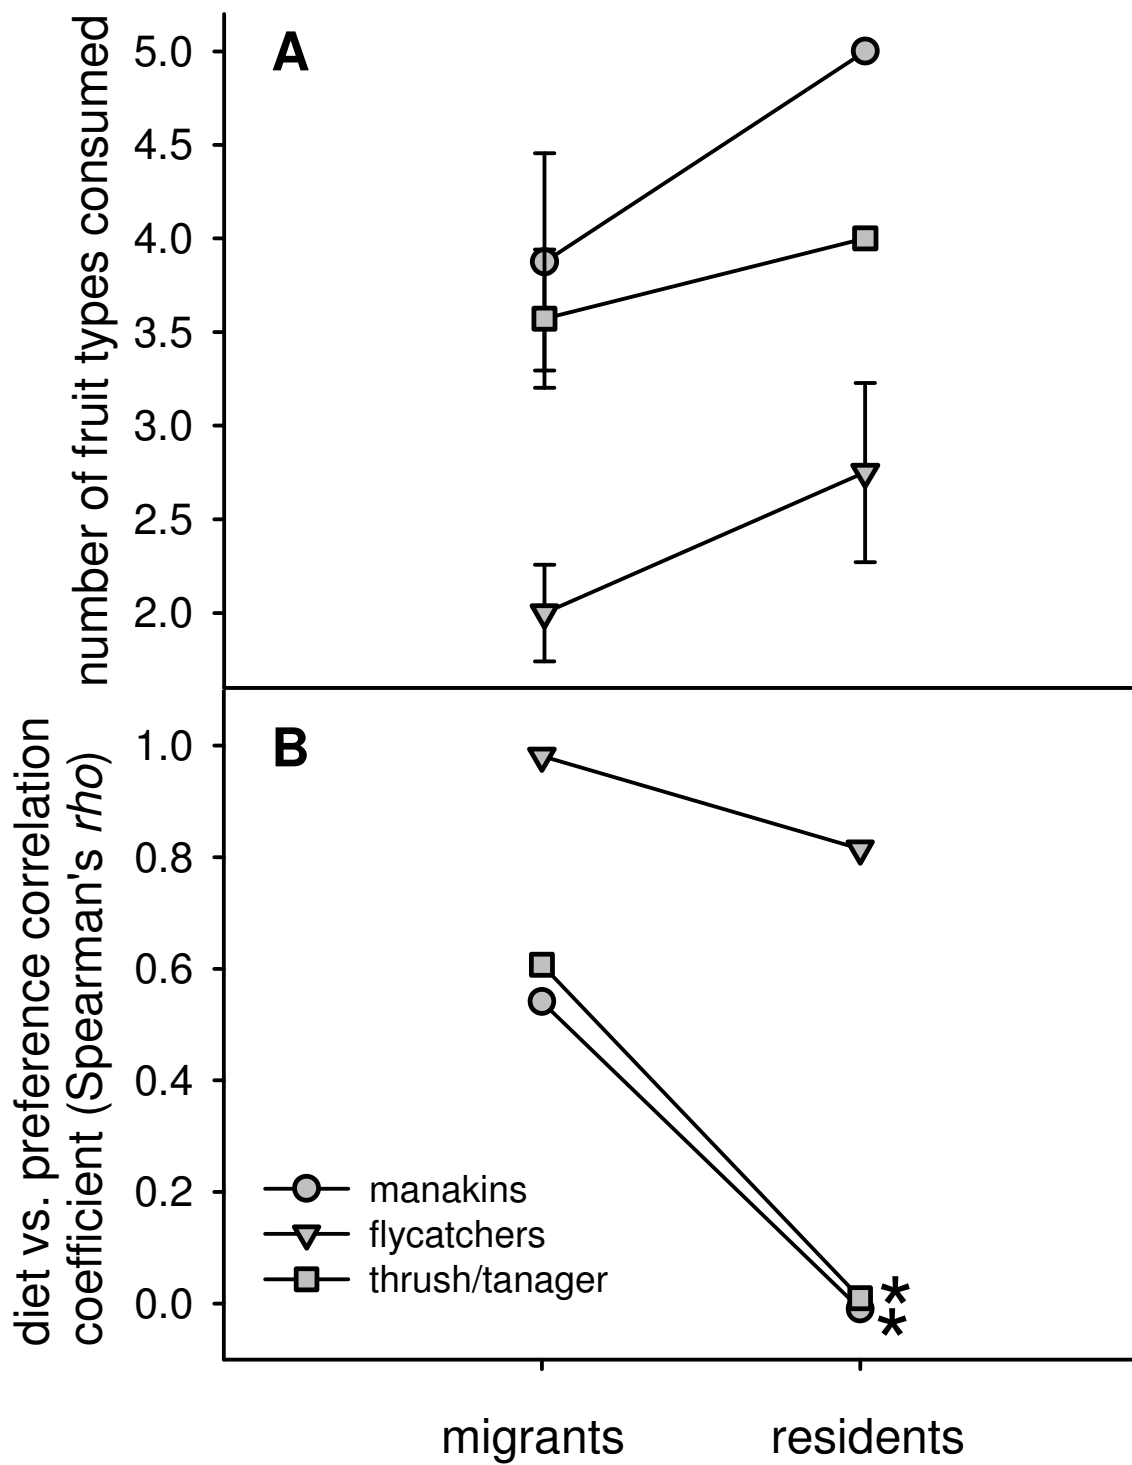 A
number of fruit types consumed
5.0
4.5
4.0
3.5
3.0
2.5
2.0
B
diet vs. preference correlation
coefficient (Spearman's rho)
1.0
0.8
0.6
0.4
0.2
0.0
manakins
flycatchers
thrush/tanager
*
*
migrants residents